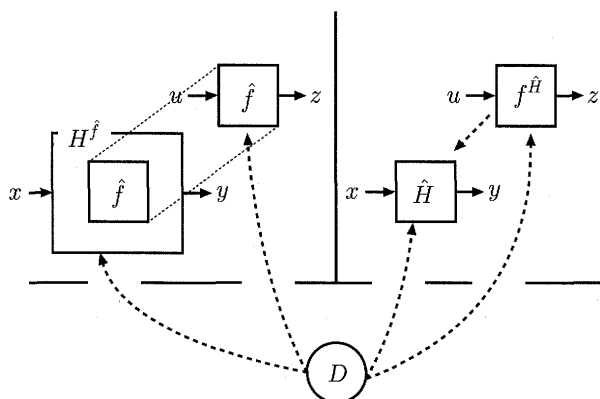 u f̂ z
u f^Ĥ z
H^f̂
x f̂ y
x Ĥ y
D